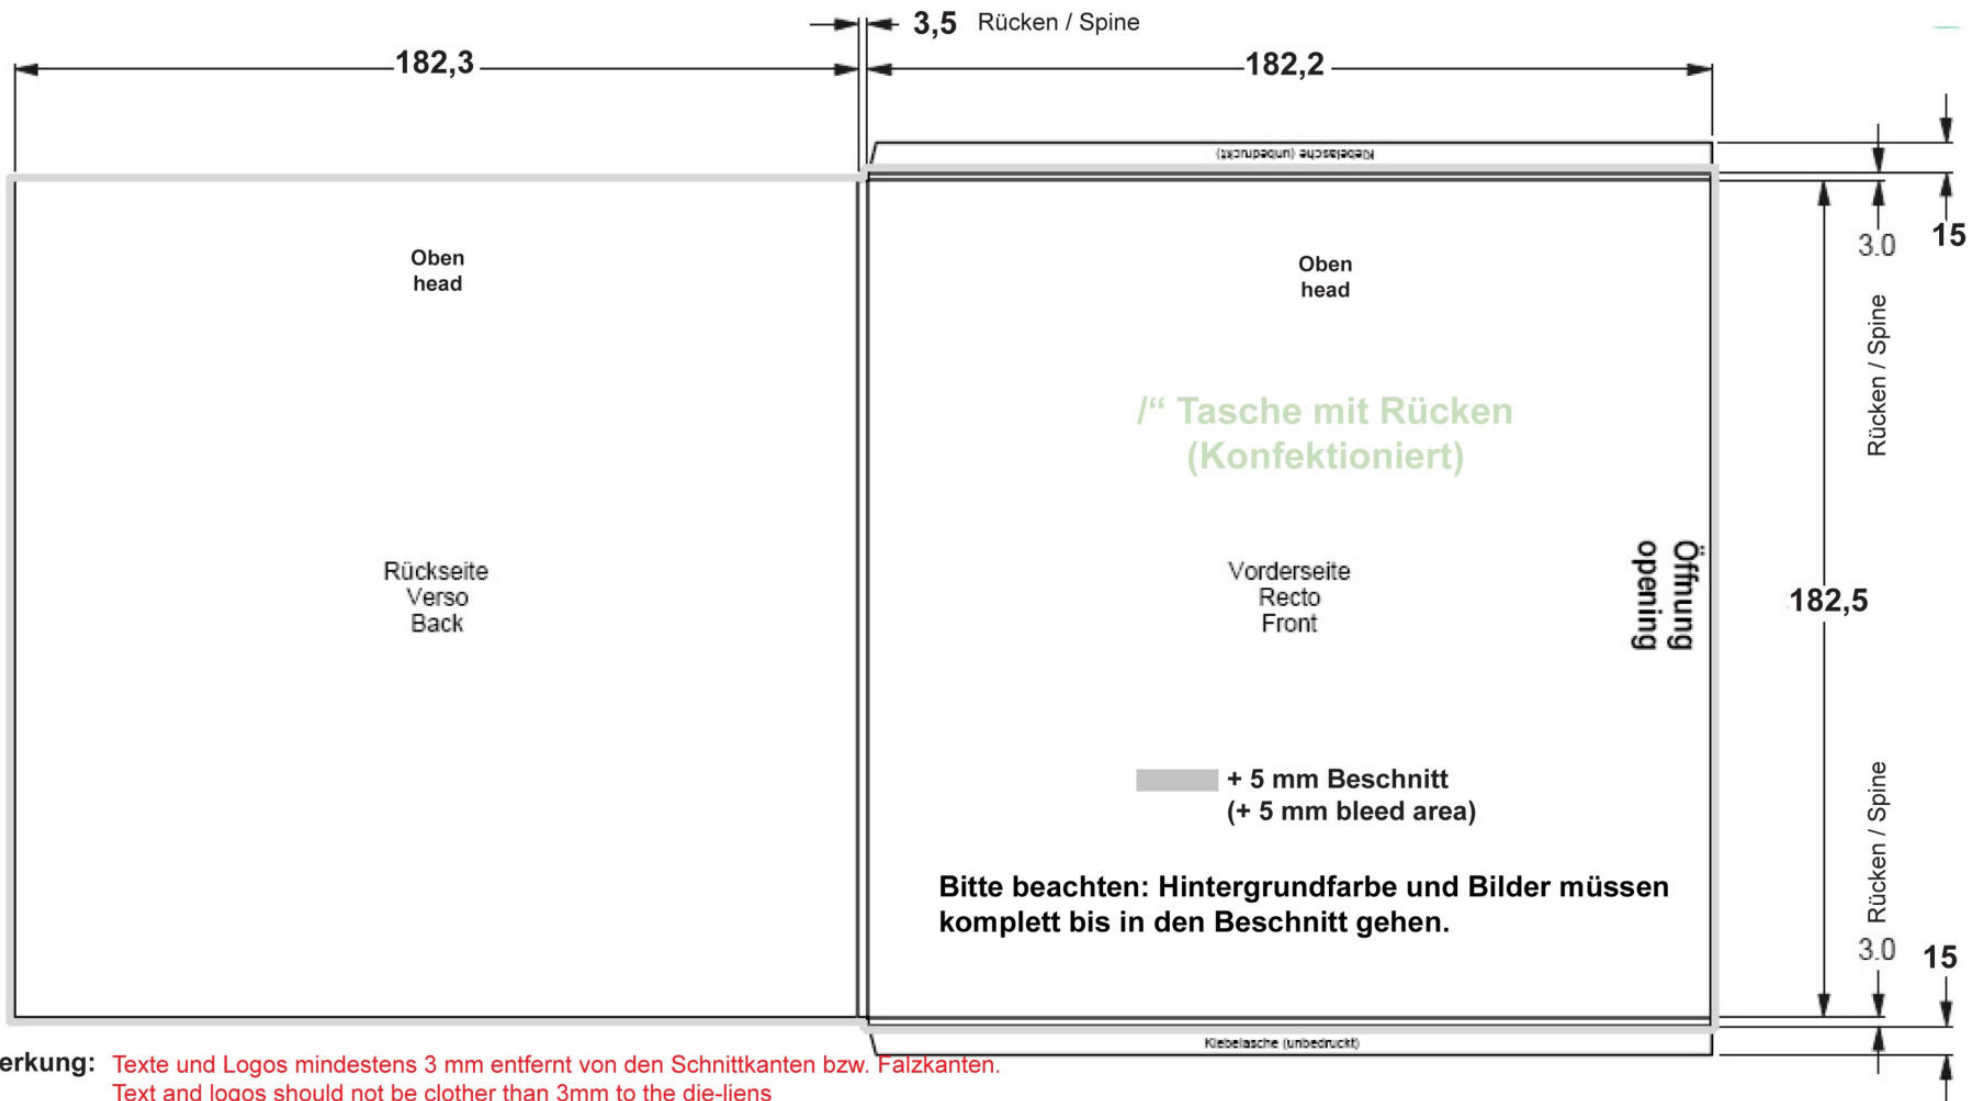 3,5 Rücken / Spine
182,3
182,2
Klebelasche (unbedruckt)
15
3.0
Rücken / Spine
Oben
head
Oben
head
/“ Tasche mit Rücken
(Konfektioniert)
Rückseite
Verso
Back
Vorderseite
Recto
Front
Öffnung
opening
182,5
+ 5 mm Beschnitt
(+ 5 mm bleed area)
Bitte beachten: Hintergrundfarbe und Bilder müssen
komplett bis in den Beschnitt gehen.
Rücken / Spine
3.0
15
Klebelasche (unbedruckt)
erkung: Texte und Logos mindestens 3 mm entfernt von den Schnittkanten bzw. Falzkanten.
Text and logos should not be clother than 3mm to the die-liens